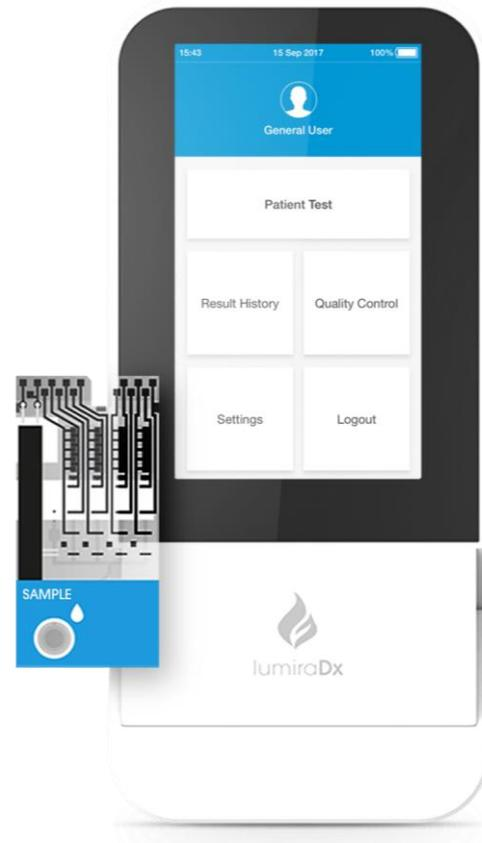 15:43 15 Sep 2017 100%
General User
Patient Test
Result History
Quality Control
Settings
Logout
SAMPLE
lumiraDx